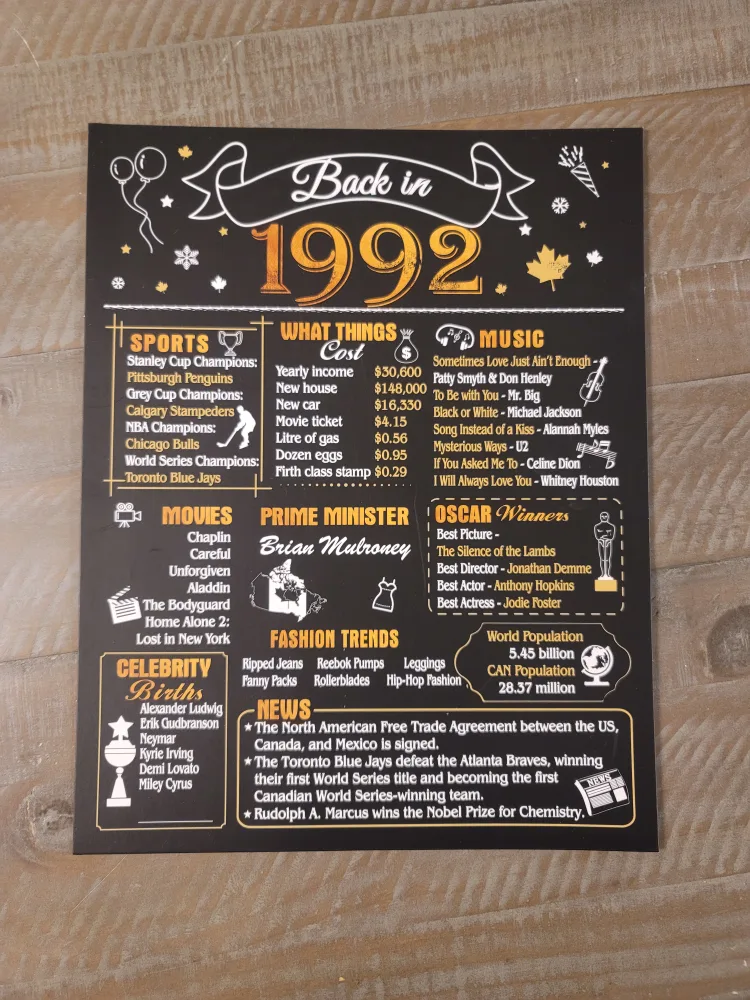 Back in
1992
SPORTS
Stanley Cup Champions:
Pittsburgh Penguins
Grey Cup Champions:
Calgary Stampeders
NBA Champions:
Chicago Bulls
World Series Champions:
Toronto Blue Jays
WHAT THINGS
Cost
$
Yearly income $30,600
New house $148,000
New car $16,330
Movie ticket $4.15
Litre of gas $0.56
Dozen eggs $0.95
Firth class stamp $0.29
MUSIC
Sometimes Love Just Ain't Enough -
Patty Smyth & Don Henley
To Be with You - Mr. Big
Black or White - Michael Jackson
Song Instead of a Kiss - Alannah Myles
Mysterious Ways - U2
If You Asked Me To - Celine Dion
I Will Always Love You - Whitney Houston
MOVIES
Chaplin
Careful
Unforgiven
Aladdin
The Bodyguard
Home Alone 2:
Lost in New York
PRIME MINISTER
Brian Mulroney
OSCAR Winners
Best Picture -
The Silence of the Lambs
Best Director - Jonathan Demme
Best Actor - Anthony Hopkins
Best Actress - Jodie Foster
FASHION TRENDS
Ripped Jeans Reebok Pumps Leggings
Fanny Packs Rollerblades Hip-Hop Fashion
World Population
5.45 billion
CAN Population
28.37 million
CELEBRITY
Births
Alexander Ludwig
Erik Gudbranson
Neymar
Kyrie Irving
Demi Lovato
Miley Cyrus
NEWS
★ The North American Free Trade Agreement between the US,
Canada, and Mexico is signed.
★ The Toronto Blue Jays defeat the Atlanta Braves, winning
their first World Series title and becoming the first
Canadian World Series-winning team.
NEWS
★ Rudolph A. Marcus wins the Nobel Prize for Chemistry.